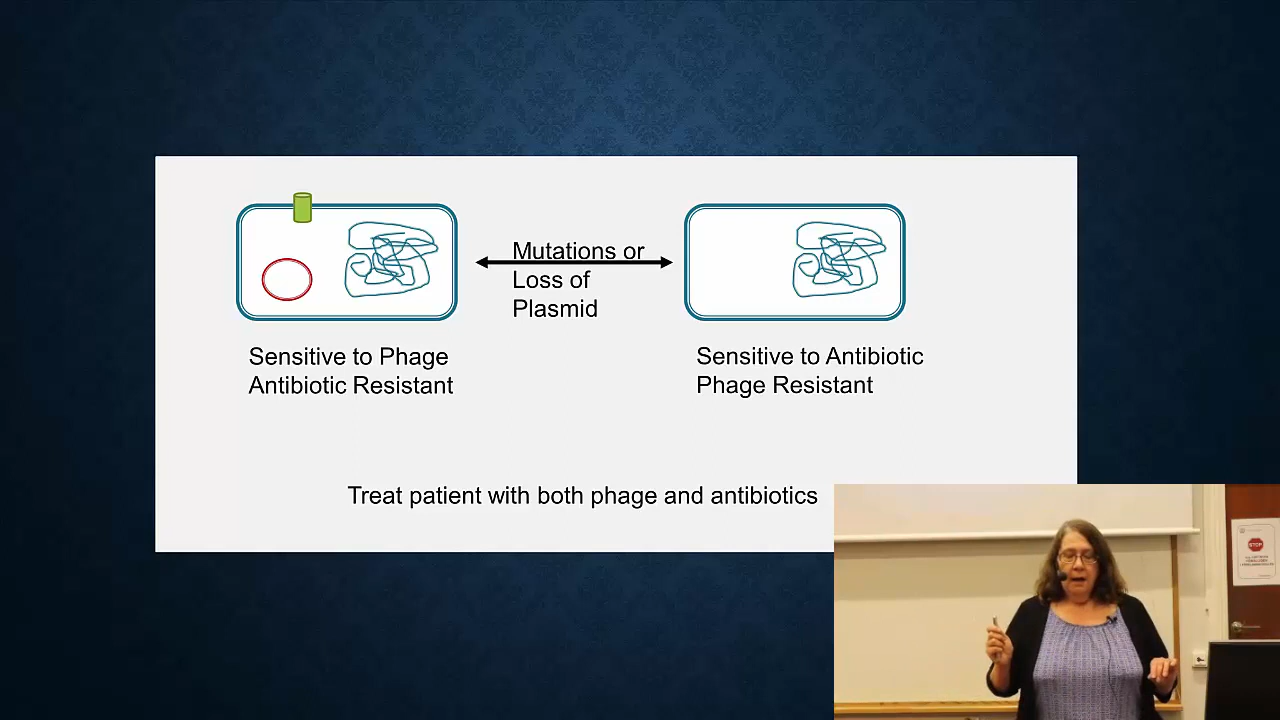 Mutations or
Loss of
Plasmid
Sensitive to Phage
Antibiotic Resistant
Sensitive to Antibiotic
Phage Resistant
Treat patient with both phage and antibiotics
STOP